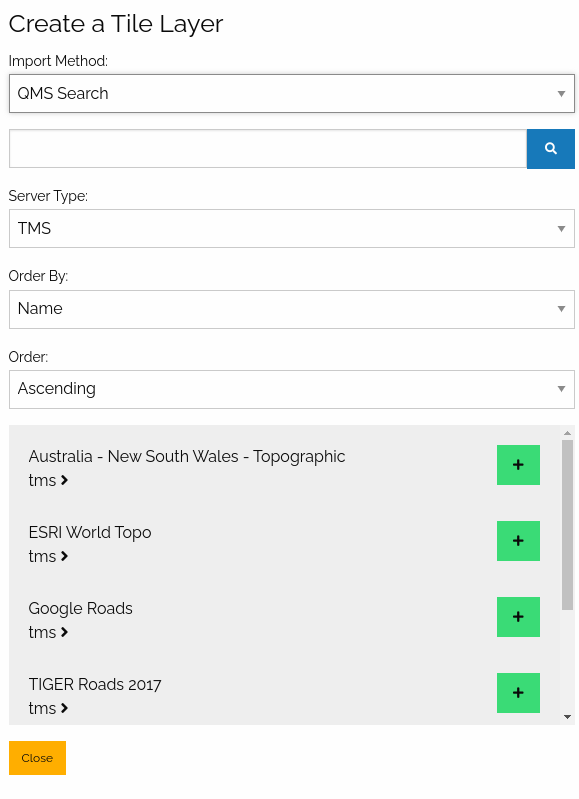 Create a Tile Layer
Import Method:
QMS Search
Server Type:
TMS
Order By:
Name
Order:
Ascending
Australia - New South Wales - Topographic
tms
ESRI World Topo
tms
Google Roads
tms
TIGER Roads 2017
tms
Close